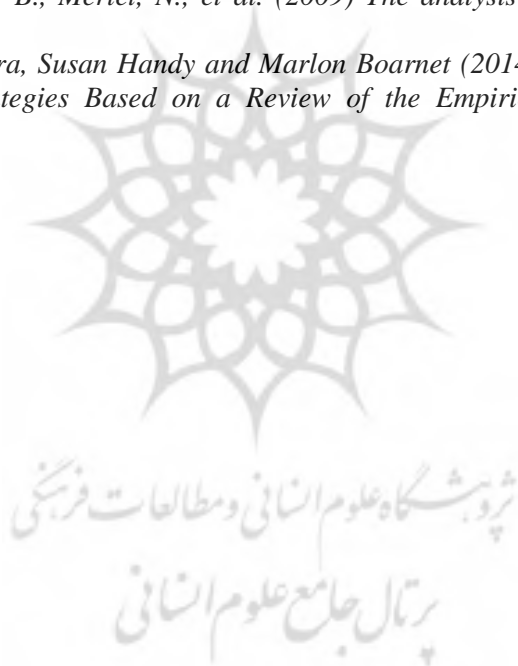 B., Mertel, N., et al. (2009) The analysis
ra, Susan Handy and Marlon Boarnet (2014
tegies Based on a Review of the Empiri
پژوهشگاه علوم انسانی و مطالعات فرهنگی
پرتال جامع علوم انسانی